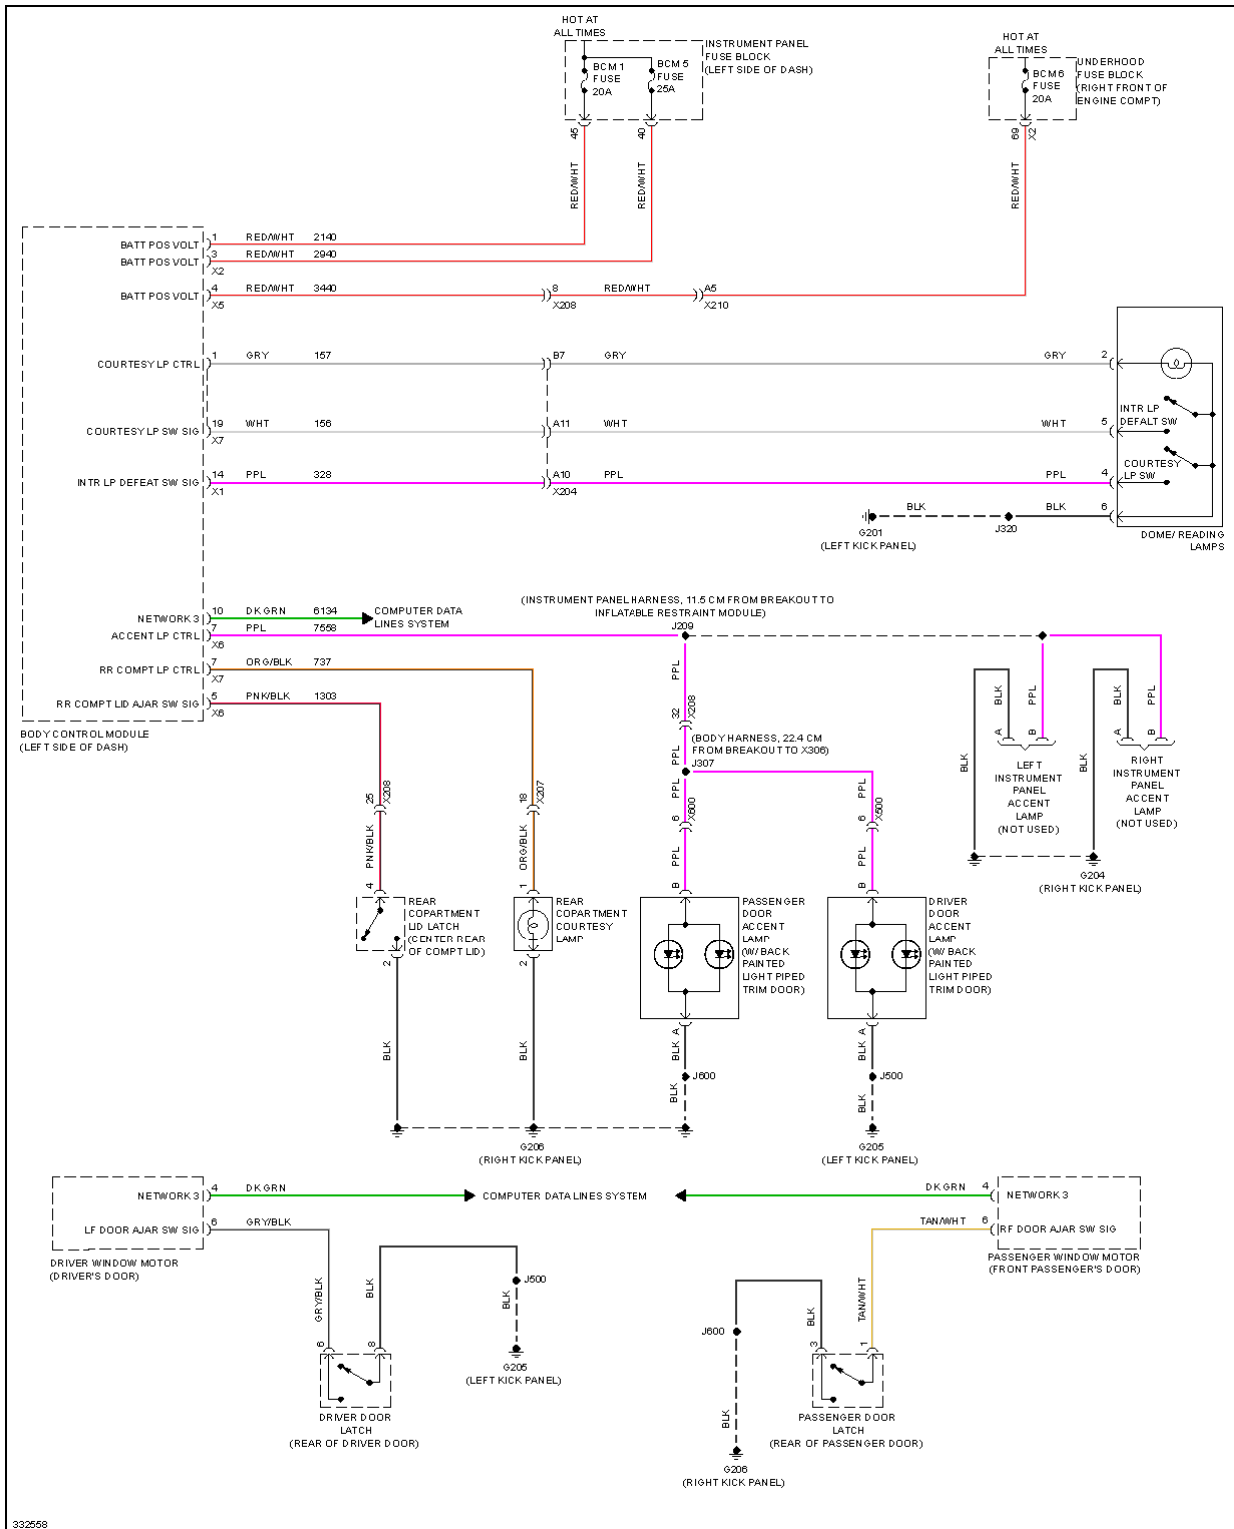 HOT AT
ALL TIMES
INSTRUMENT PANEL
FUSE BLOCK
(LEFT SIDE OF DASH)
BCM 1
FUSE
20A
BCM 5
FUSE
25A
45
40
RED/WHT
RED/WHT
HOT AT
ALL TIMES
UNDERHOOD
FUSE BLOCK
(RIGHT FRONT OF
ENGINE COMPT)
BCM 6
FUSE
20A
69
X2
RED/WHT
BATT POS VOLT
1 RED/WHT 2140
BATT POS VOLT
3 RED/WHT 2940
X2
BATT POS VOLT
4 RED/WHT 3440
X5
8 RED/WHT A5
X208
X210
COURTESY LP CTRL
1 GRY 157
B7 GRY
GRY 2
COURTESY LP SW SIG
19 WHT 156
X7
A11 WHT
WHT 5
INTR LP DEFEAT SW SIG
14 PPL 328
X1
A10 PPL
X204
PPL 4
INTR LP
DEFALT SW
COURTESY
LP SW
BLK
BLK 6
G201
(LEFT KICK PANEL)
J320
DOME/ READING
LAMPS
NETWORK 3
10 DK GRN 6134
COMPUTER DATA
LINES SYSTEM
ACCENT LP CTRL
7 PPL 7558
X6
RR COMPT LP CTRL
7 ORG/BLK 737
X7
RR COMPT LID AJAR SW SIG
5 PNK/BLK 1303
X6
BODY CONTROL MODULE
(LEFT SIDE OF DASH)
(INSTRUMENT PANEL HARNESS, 11.5 CM FROM BREAKOUT TO
INFLATABLE RESTRAINT MODULE)
J209
PPL
32
X208
PPL
(BODY HARNESS, 22.4 CM
FROM BREAKOUT TO X306)
J307
PPL
6
X600
PPL
B
PPL
6
X500
PPL
B
BLK
BLK
A
PPL
B
BLK
BLK
A
PPL
B
LEFT
INSTRUMENT
PANEL
ACCENT
LAMP
(NOT USED)
RIGHT
INSTRUMENT
PANEL
ACCENT
LAMP
(NOT USED)
G204
(RIGHT KICK PANEL)
25
X208
PNK/BLK
4
18
X207
ORG/BLK
1
REAR
COPARTMENT
LID LATCH
(CENTER REAR
OF COMPT LID)
2
BLK
REAR
COPARTMENT
COURTESY
LAMP
2
BLK
PASSENGER
DOOR
ACCENT
LAMP
(W/ BACK
PAINTED
LIGHT PIPED
TRIM DOOR)
A
BLK
J600
BLK
DRIVER
DOOR
ACCENT
LAMP
(W/ BACK
PAINTED
LIGHT PIPED
TRIM DOOR)
A
BLK
J500
BLK
G206
(RIGHT KICK PANEL)
G205
(LEFT KICK PANEL)
NETWORK 3
4 DK GRN
COMPUTER DATA LINES SYSTEM
DK GRN 4
NETWORK 3
LF DOOR AJAR SW SIG
6 GRY/BLK
DRIVER WINDOW MOTOR
(DRIVER'S DOOR)
TAN/WHT 6
RF DOOR AJAR SW SIG
PASSENGER WINDOW MOTOR
(FRONT PASSENGER'S DOOR)
GRY/BLK
6
BLK
8
J500
BLK
G205
(LEFT KICK PANEL)
DRIVER DOOR
LATCH
(REAR OF DRIVER DOOR)
J600
BLK
G206
(RIGHT KICK PANEL)
BLK
3
TAN/WHT
1
PASSENGER DOOR
LATCH
(REAR OF PASSENGER DOOR)
332558